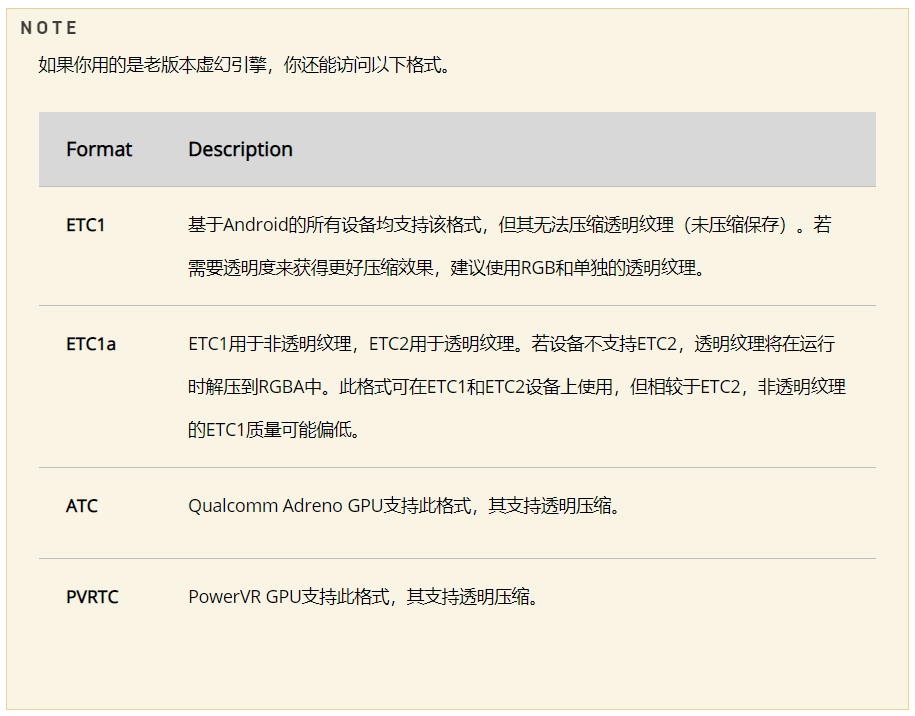 NOTE
如果你用的是老版本虚幻引擎，你还能访问以下格式。
Format Description
ETC1 基于Android的所有设备均支持该格式，但其无法压缩透明纹理（未压缩保存）。若
需要透明度来获得更好压缩效果，建议使用RGB和单独的透明纹理。
ETC1a ETC1用于非透明纹理，ETC2用于透明纹理。若设备不支持ETC2，透明纹理将在运行
时解压到RGBA中。此格式可在ETC1和ETC2设备上使用，但相较于ETC2，非透明纹理
的ETC1质量可能偏低。
ATC Qualcomm Adreno GPU支持此格式，其支持透明压缩。
PVRTC PowerVR GPU支持此格式，其支持透明压缩。